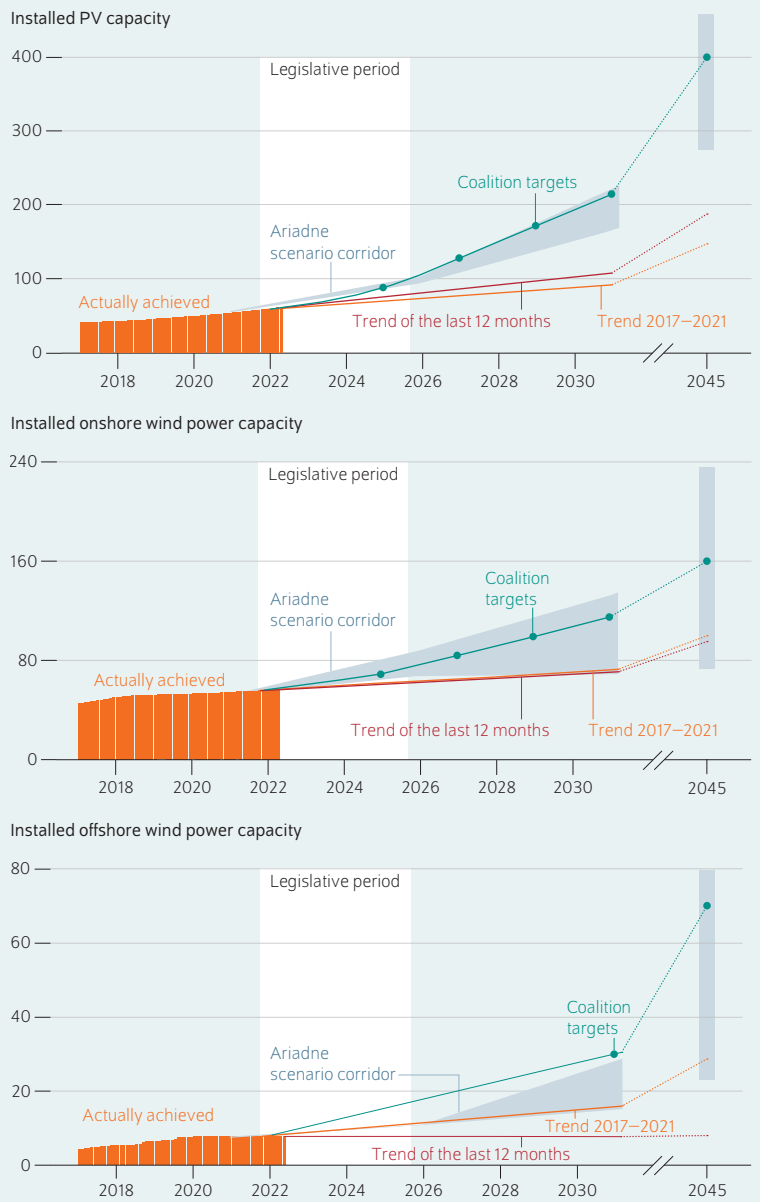 Installed PV capacity
400
Legislative period
300
Coalition targets
200
Ariadne
scenario corridor
100
Actually achieved
Trend of the last 12 months
Trend 2017–2021
0
2018 2020 2022 2024 2026 2028 2030 2045
Installed onshore wind power capacity
240
Legislative period
160
Coalition
targets
Ariadne
scenario corridor
80
Actually achieved
Trend of the last 12 months
Trend 2017–2021
0
2018 2020 2022 2024 2026 2028 2030 2045
Installed offshore wind power capacity
80
Legislative period
60
40
Coalition
targets
Ariadne
scenario corridor
20
Actually achieved
Trend 2017–2021
Trend of the last 12 months
0
2018 2020 2022 2024 2026 2028 2030 2045